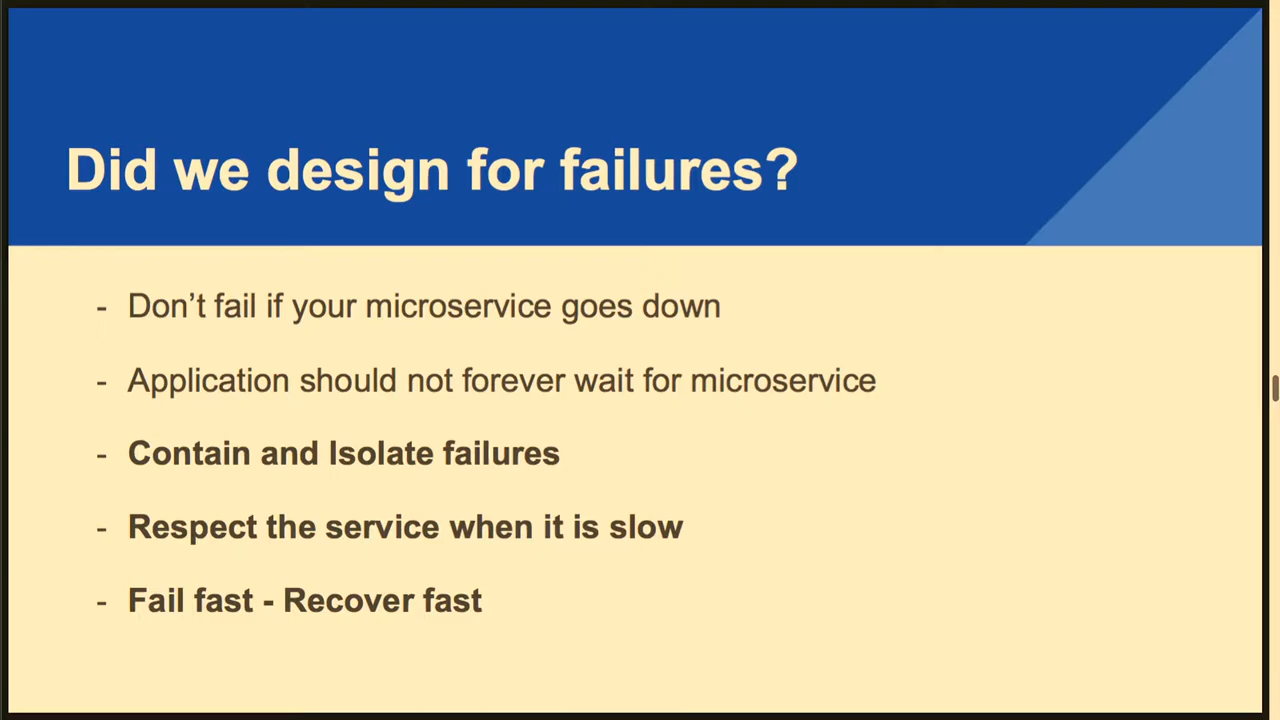 Did we design for failures?
- Don’t fail if your microservice goes down
- Application should not forever wait for microservice
- Contain and Isolate failures
- Respect the service when it is slow
- Fail fast - Recover fast